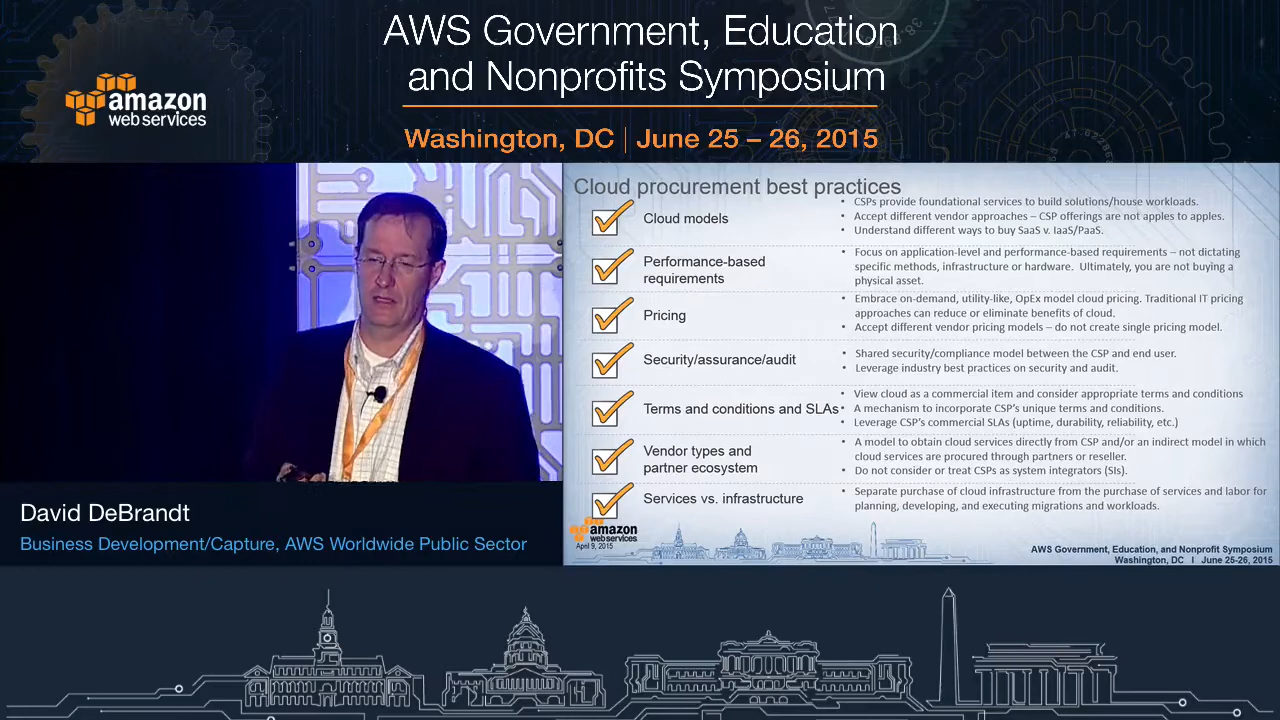 AWS Government, Education
and Nonprofits Symposium
Washington, DC | June 25 – 26, 2015
amazon
web services
Cloud procurement best practices
Cloud models
• CSPs provide foundational services to build solutions/house workloads.
• Accept different vendor approaches – CSP offerings are not apples to apples.
• Understand different ways to buy SaaS v. IaaS/PaaS.
Performance-based
requirements
• Focus on application-level and performance-based requirements – not dictating
specific methods, infrastructure or hardware. Ultimately, you are not buying a
physical asset.
Pricing
• Embrace on-demand, utility-like, OpEx model cloud pricing. Traditional IT pricing
approaches can reduce or eliminate benefits of cloud.
• Accept different vendor pricing models – do not create single pricing model.
Security/assurance/audit
• Shared security/compliance model between the CSP and end user.
• Leverage industry best practices on security and audit.
Terms and conditions and SLAs
• View cloud as a commercial item and consider appropriate terms and conditions
• A mechanism to incorporate CSP's unique terms and conditions.
• Leverage CSP's commercial SLAs (uptime, durability, reliability, etc.)
Vendor types and
partner ecosystem
• A model to obtain cloud services directly from CSP and/or an indirect model in which
cloud services are procured through partners or reseller.
• Do not consider or treat CSPs as system integrators (SIs).
Services vs. infrastructure
• Separate purchase of cloud infrastructure from the purchase of services and labor for
planning, developing, and executing migrations and workloads.
amazon
web services
April 9, 2015
AWS Government, Education, and Nonprofit Symposium
Washington, DC I June 25-26, 2015
David DeBrandt
Business Development/Capture, AWS Worldwide Public Sector